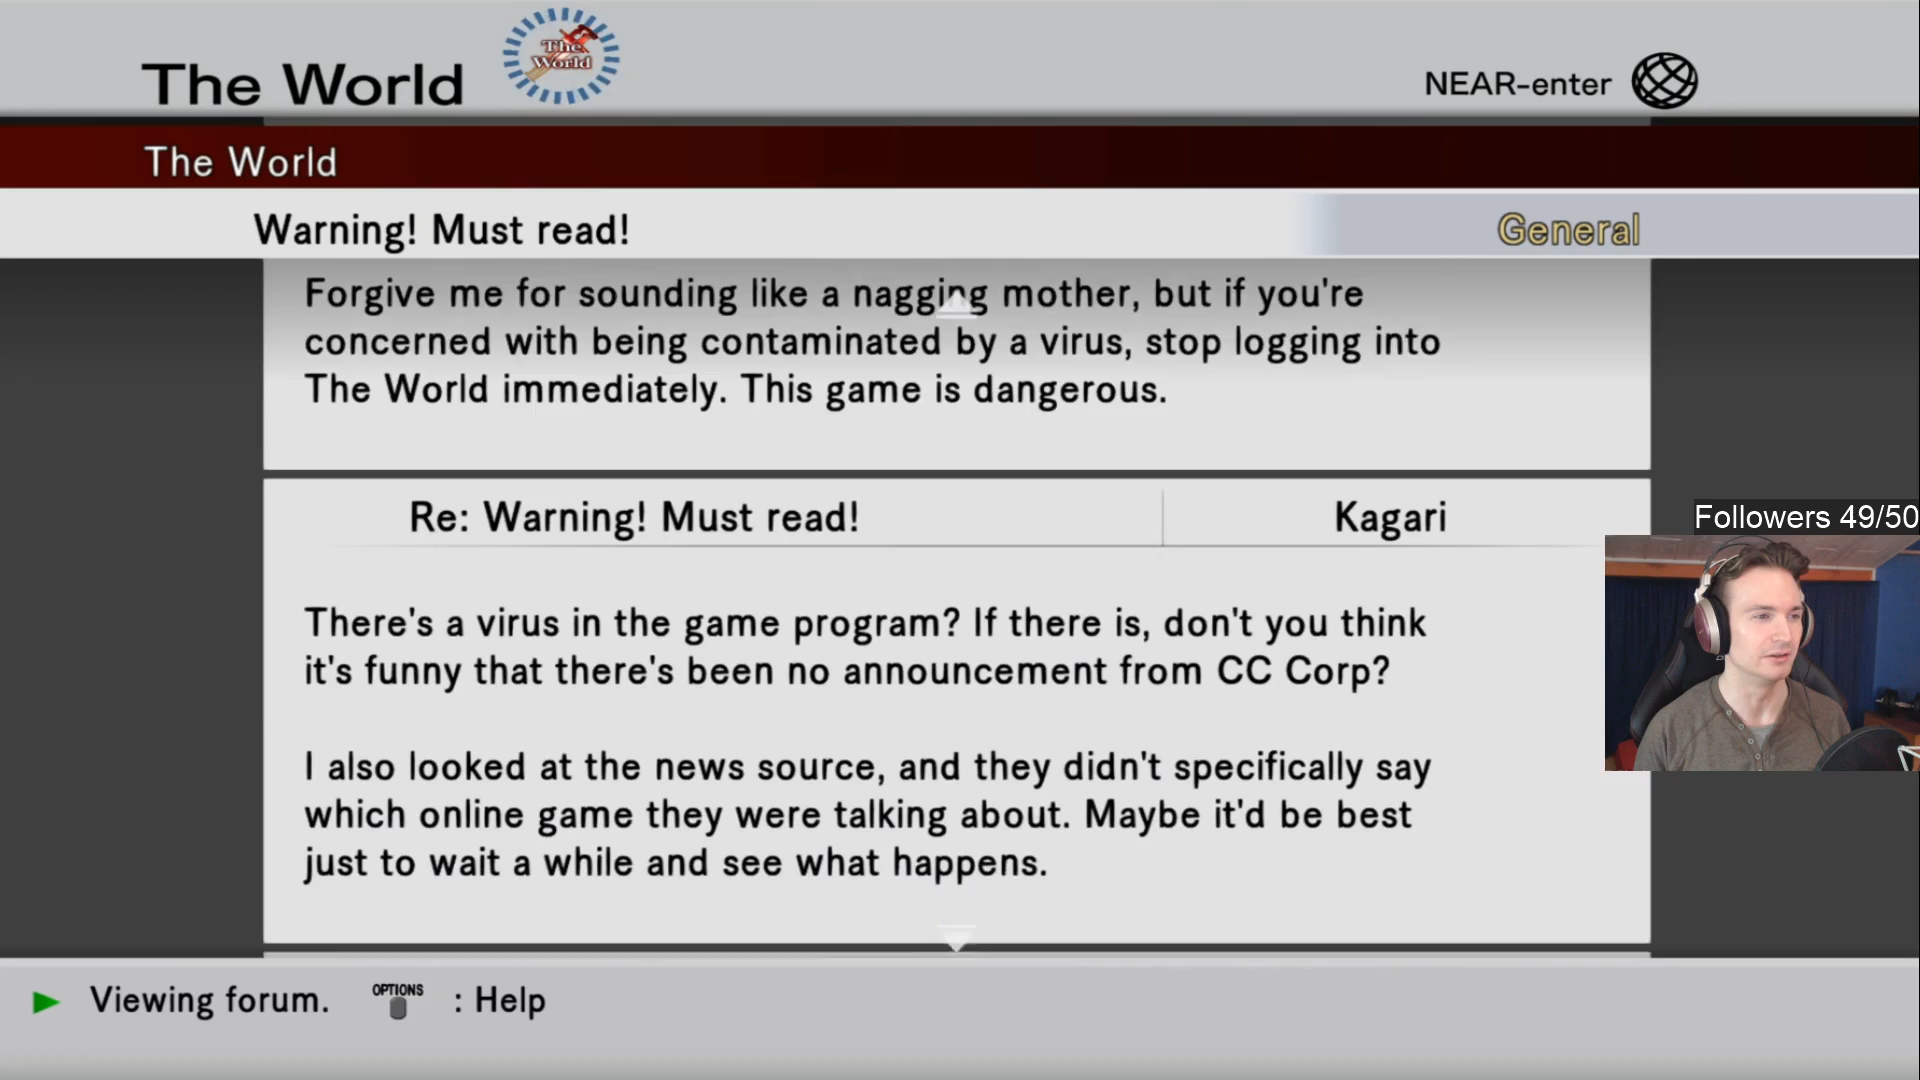 The World
The World
NEAR-enter
The World
Warning! Must read!
General
Forgive me for sounding like a nagging mother, but if you're
concerned with being contaminated by a virus, stop logging into
The World immediately. This game is dangerous.
Re: Warning! Must read!
Kagari
There's a virus in the game program? If there is, don't you think
it's funny that there's been no announcement from CC Corp?
I also looked at the news source, and they didn't specifically say
which online game they were talking about. Maybe it'd be best
just to wait a while and see what happens.
Followers 49/50
Viewing forum.
OPTIONS
: Help